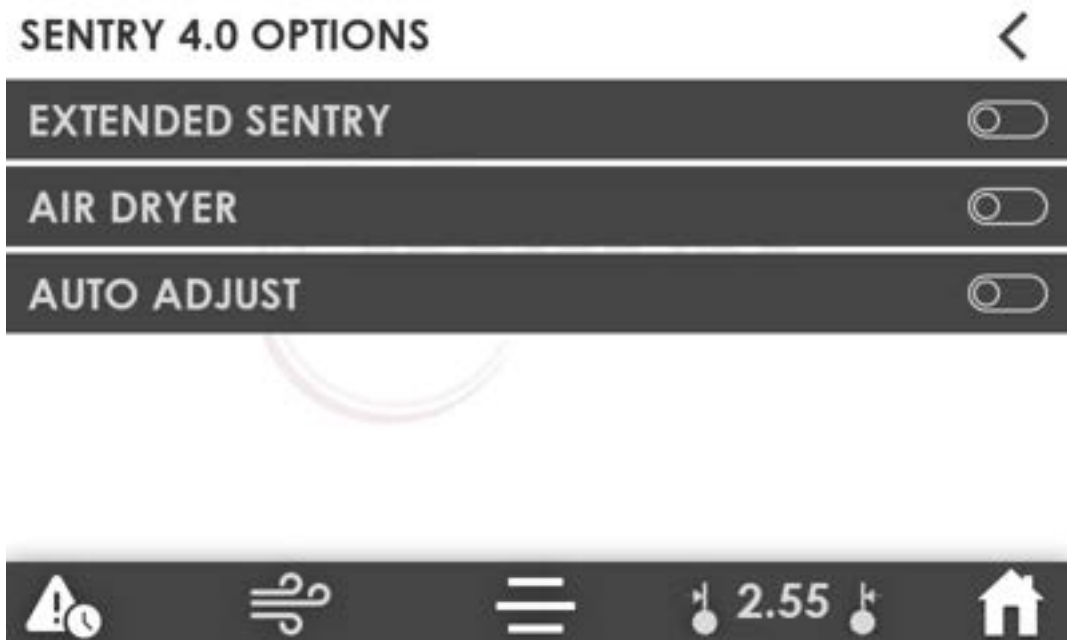 SENTRY 4.0 OPTIONS
EXTENDED SENTRY
AIR DRYER
AUTO ADJUST
2.55